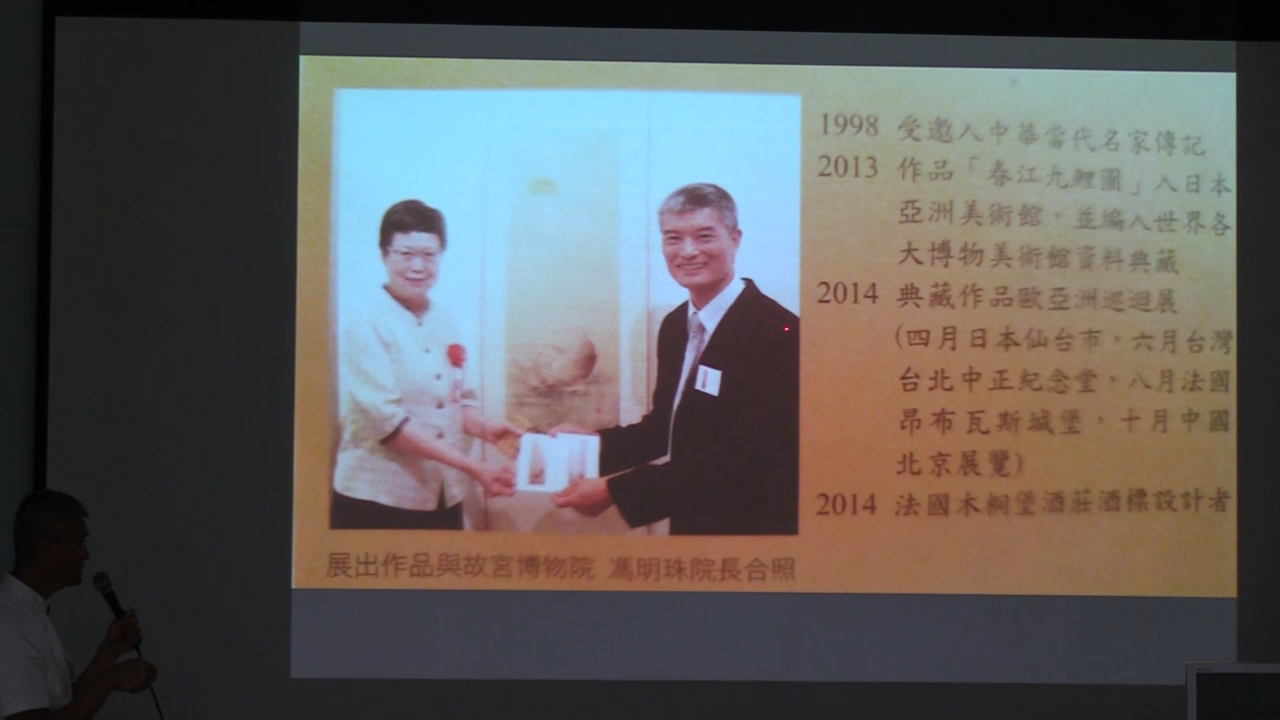 1998 受邀入中華當代名家傳記
2013 作品「春江九鯉圖」入日本
亞洲美術館，並編入世界各
大博物美術館資料典藏
2014 典藏作品歐亞洲巡迴展
(四月日本仙台市，六月台灣
台北中正紀念堂，八月法國
昂布瓦斯城堡，十月中國
北京展覽)
2014 法國木桐堡酒莊酒標設計者
展出作品與故宮博物院 馮明珠院長合照